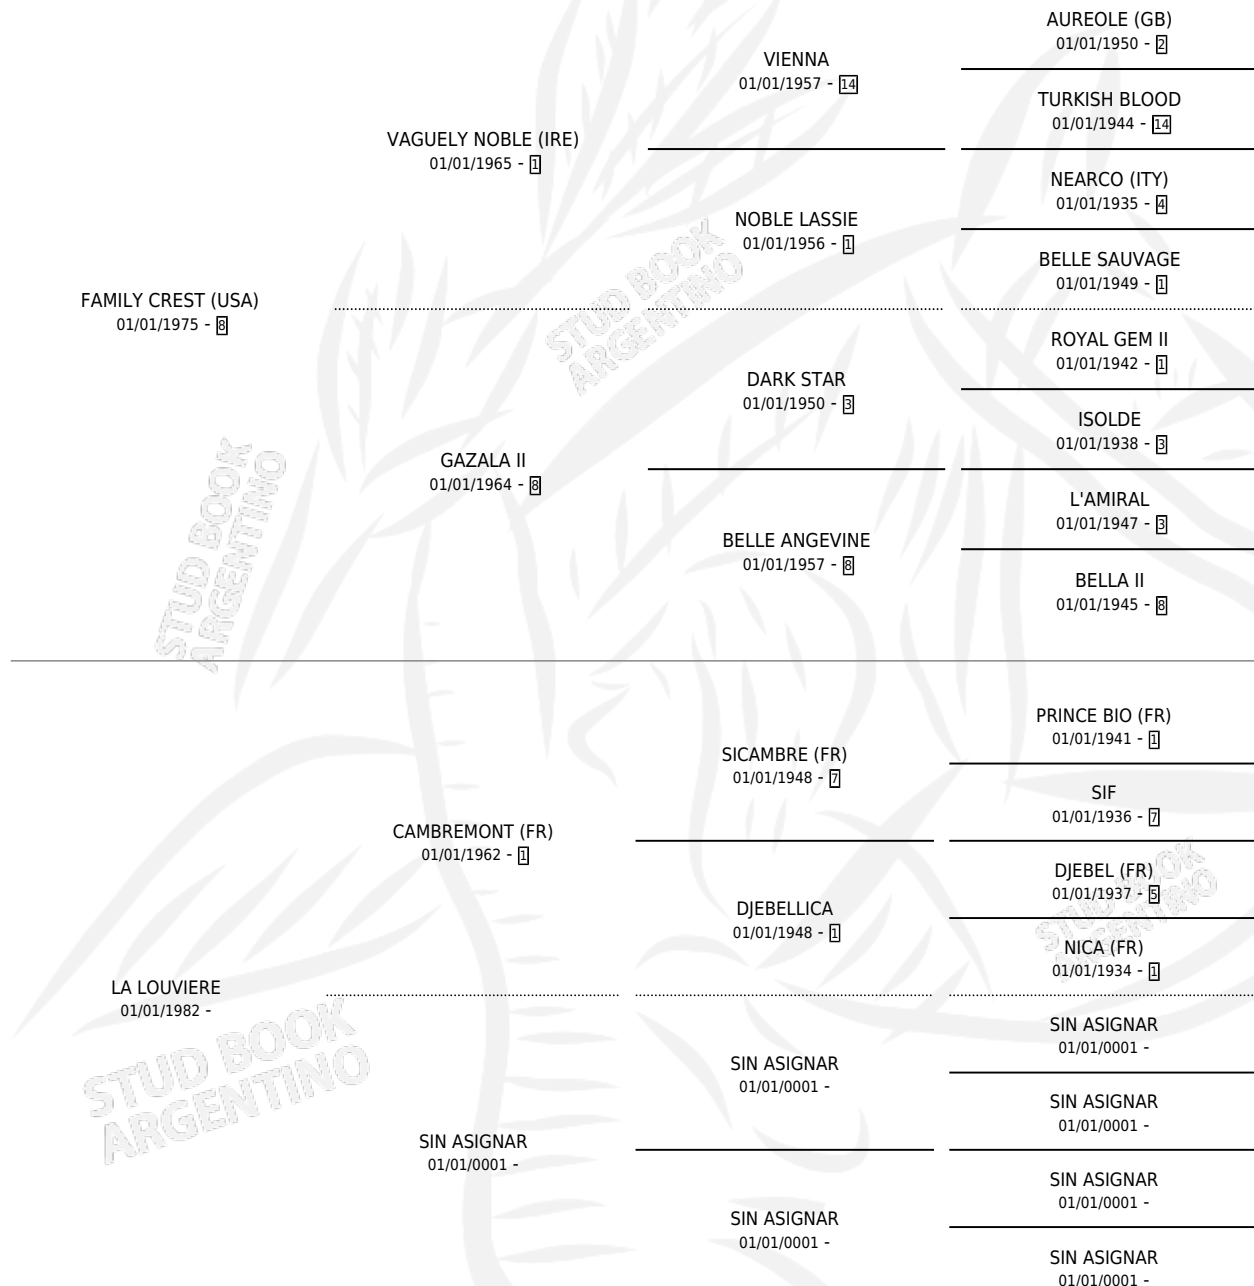 AUREOLE (GB)
01/01/1950 - 2
VIENNA
01/01/1957 - 14
TURKISH BLOOD
01/01/1944 - 14
VAGUELY NOBLE (IRE)
01/01/1965 - 1
NEARCO (ITY)
01/01/1935 - 4
NOBLE LASSIE
01/01/1956 - 1
BELLE SAUVAGE
01/01/1949 - 1
FAMILY CREST (USA)
01/01/1975 - 8
ROYAL GEM II
01/01/1942 - 1
DARK STAR
01/01/1950 - 3
ISOLDE
01/01/1938 - 3
GAZALA II
01/01/1964 - 8
L'AMIRAL
01/01/1947 - 3
BELLE ANGEVINE
01/01/1957 - 8
BELLA II
01/01/1945 - 8
STUD BOOK
ARGENTINO
STUD BOOK
ARGENTINO
PRINCE BIO (FR)
01/01/1941 - 1
SICAMBRE (FR)
01/01/1948 - 7
SIF
01/01/1936 - 7
CAMBREMONT (FR)
01/01/1962 - 1
DJEBEL (FR)
01/01/1937 - 5
DJEBELLICA
01/01/1948 - 1
NICA (FR)
01/01/1934 - 1
LA LOUVIERE
01/01/1982 -
SIN ASIGNAR
01/01/0001 -
SIN ASIGNAR
01/01/0001 -
SIN ASIGNAR
01/01/0001 -
SIN ASIGNAR
01/01/0001 -
SIN ASIGNAR
01/01/0001 -
SIN ASIGNAR
01/01/0001 -
SIN ASIGNAR
01/01/0001 -
STUD BOOK
ARGENTINO
STUD BOOK
ARGENTINO